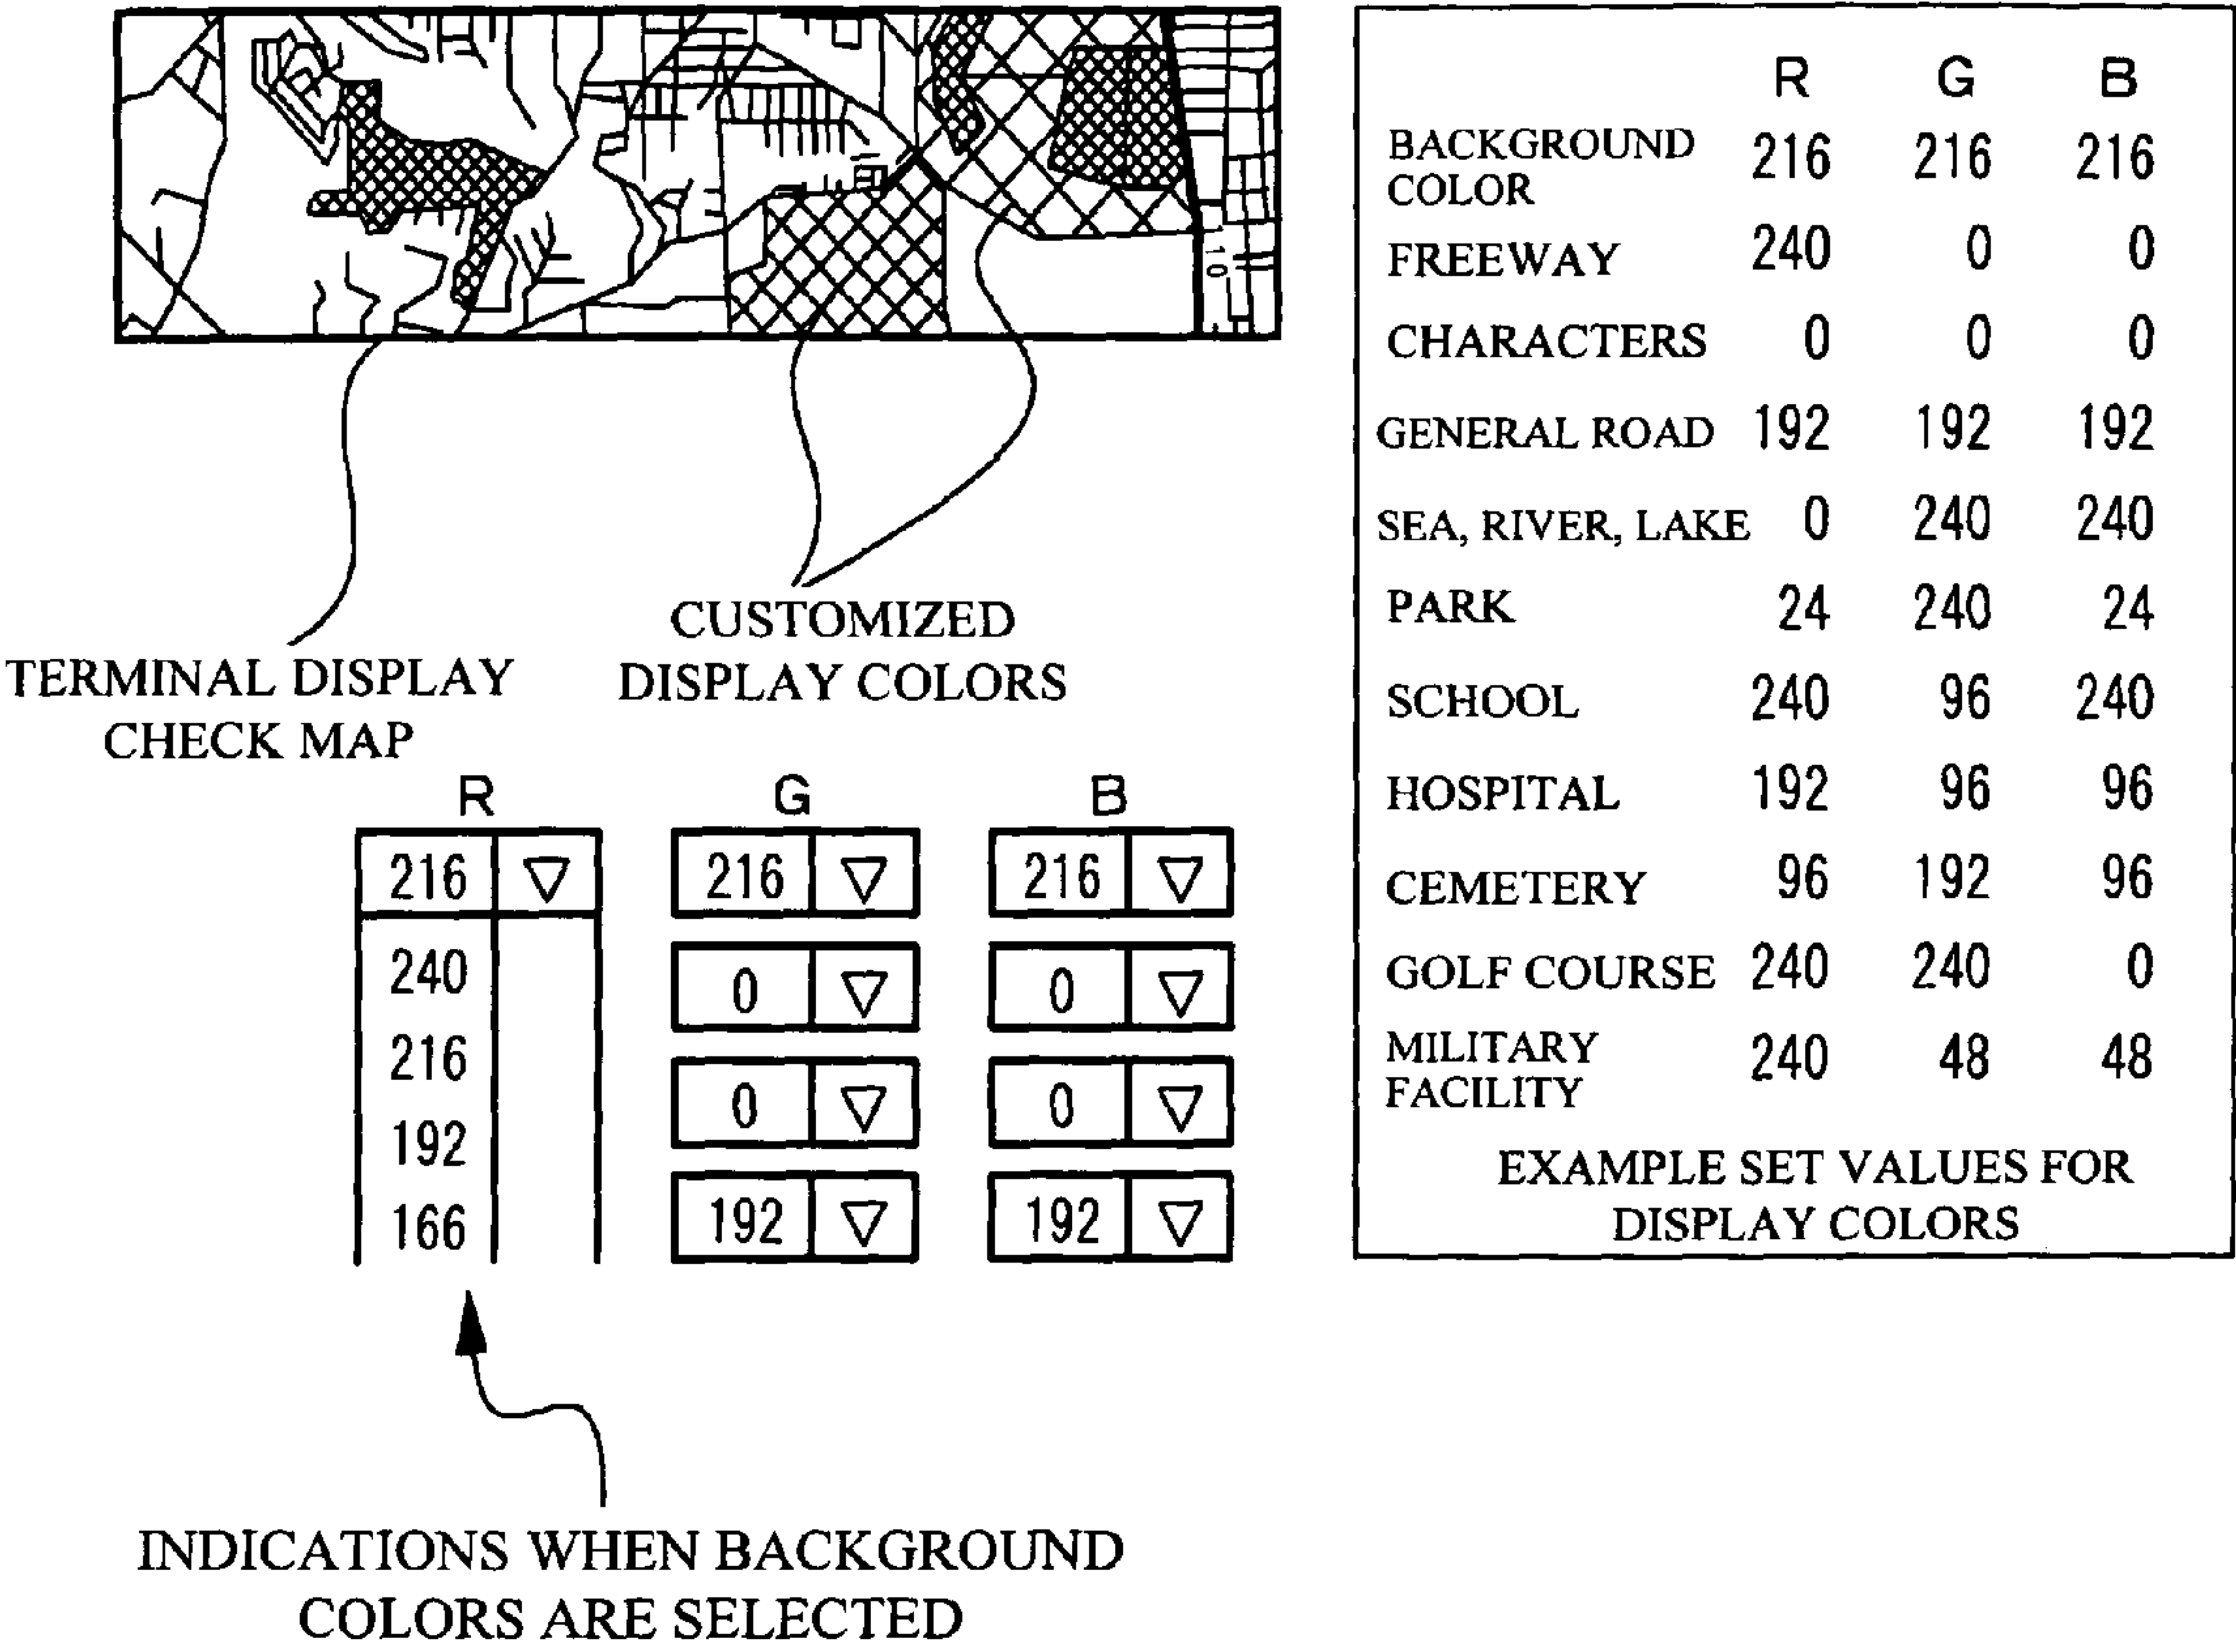 10
TERMINAL DISPLAY
CHECK MAP
CUSTOMIZED
DISPLAY COLORS
R G B
216 ▽ 216 ▽ 216 ▽
240 0 ▽ 0 ▽
216
192 0 ▽ 0 ▽
166 192 ▽ 192 ▽
INDICATIONS WHEN BACKGROUND
COLORS ARE SELECTED
R G B
BACKGROUND
COLOR 216 216 216
FREEWAY 240 0 0
CHARACTERS 0 0 0
GENERAL ROAD 192 192 192
SEA, RIVER, LAKE 0 240 240
PARK 24 240 24
SCHOOL 240 96 240
HOSPITAL 192 96 96
CEMETERY 96 192 96
GOLF COURSE 240 240 0
MILITARY
FACILITY 240 48 48
EXAMPLE SET VALUES FOR
DISPLAY COLORS